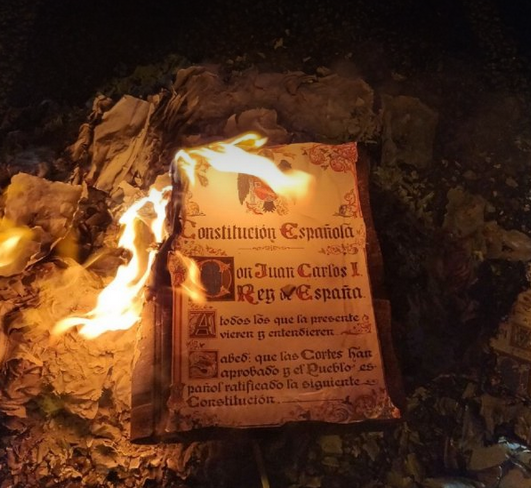 Constitución Española
Don Juan Carlos I,
Rey de España.
A todos los que la presente
vieren y entendieren.
Sabed: que las Cortes han
aprobado y el Pueblo es-
pañol ratificado la siguiente
Constitución.